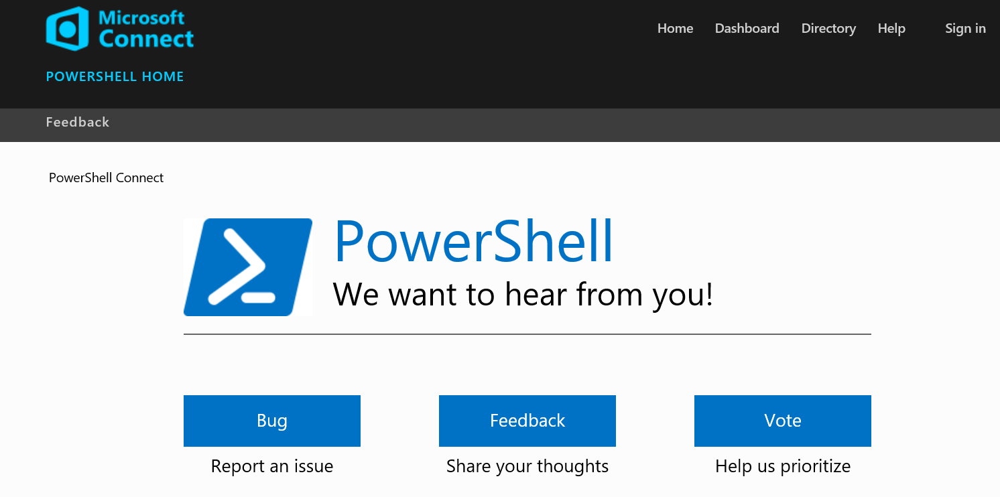 Microsoft
Connect
Home Dashboard Directory Help Sign in
POWERSHELL HOME
Feedback
PowerShell Connect
PowerShell
We want to hear from you!
Bug Feedback Vote
Report an issue Share your thoughts Help us prioritize